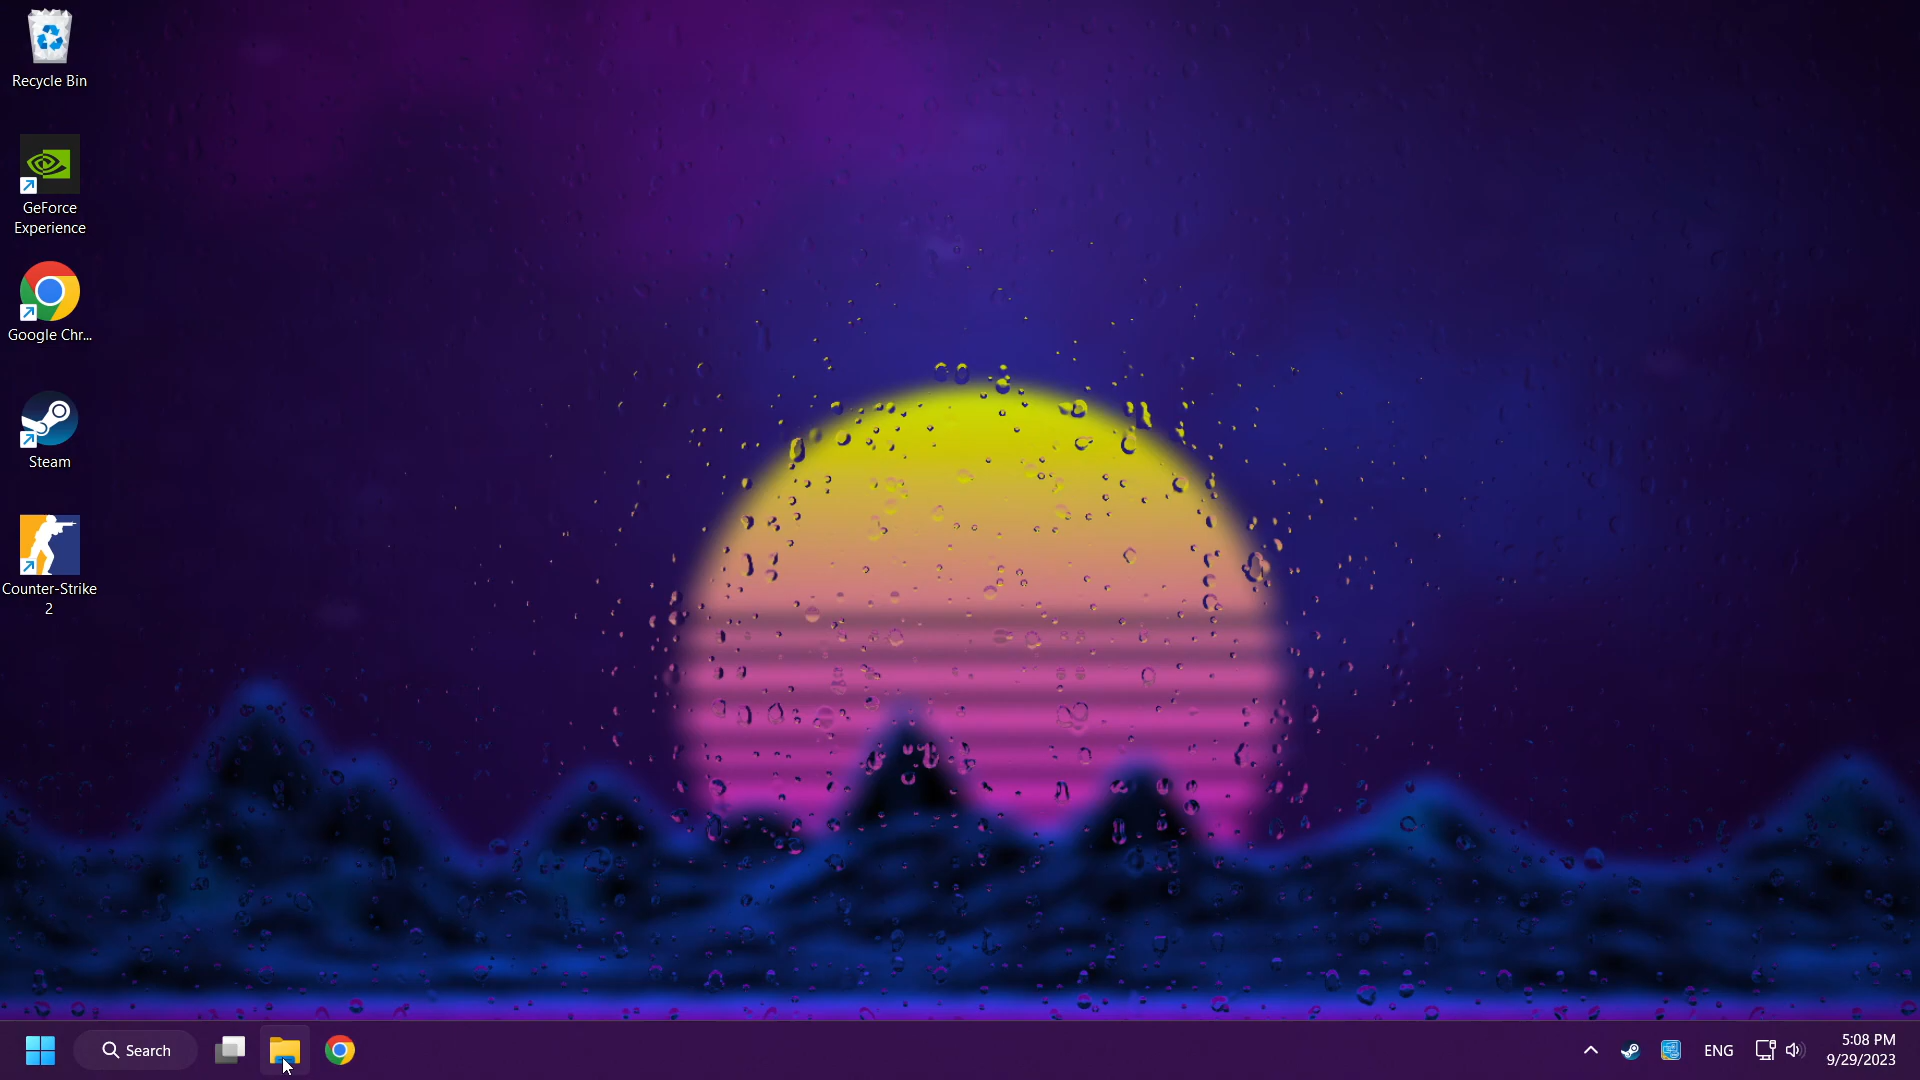 Recycle Bin
GeForce
Experience
Google Chr...
Steam
Counter-Strike
2
Search
ENG
5:08 PM
9/29/2023